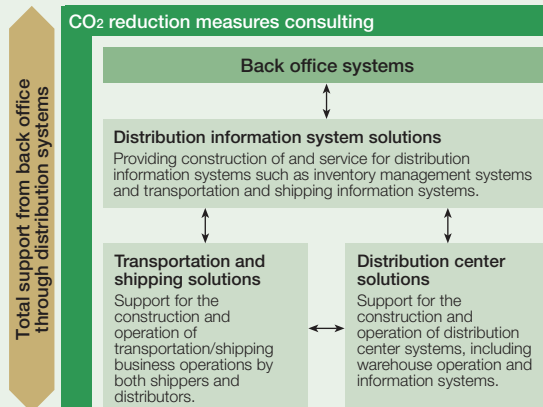 Total support from back office
through distribution systems
CO2 reduction measures consulting
Back office systems
Distribution information system solutions
Providing construction of and service for distribution
information systems such as inventory management systems
and transportation and shipping information systems.
Transportation and
shipping solutions
Support for the
construction and
operation of
transportation/shipping
business operations by
both shippers and
distributors.
Distribution center
solutions
Support for the
construction and
operation of distribution
center systems, including
warehouse operation and
information systems.